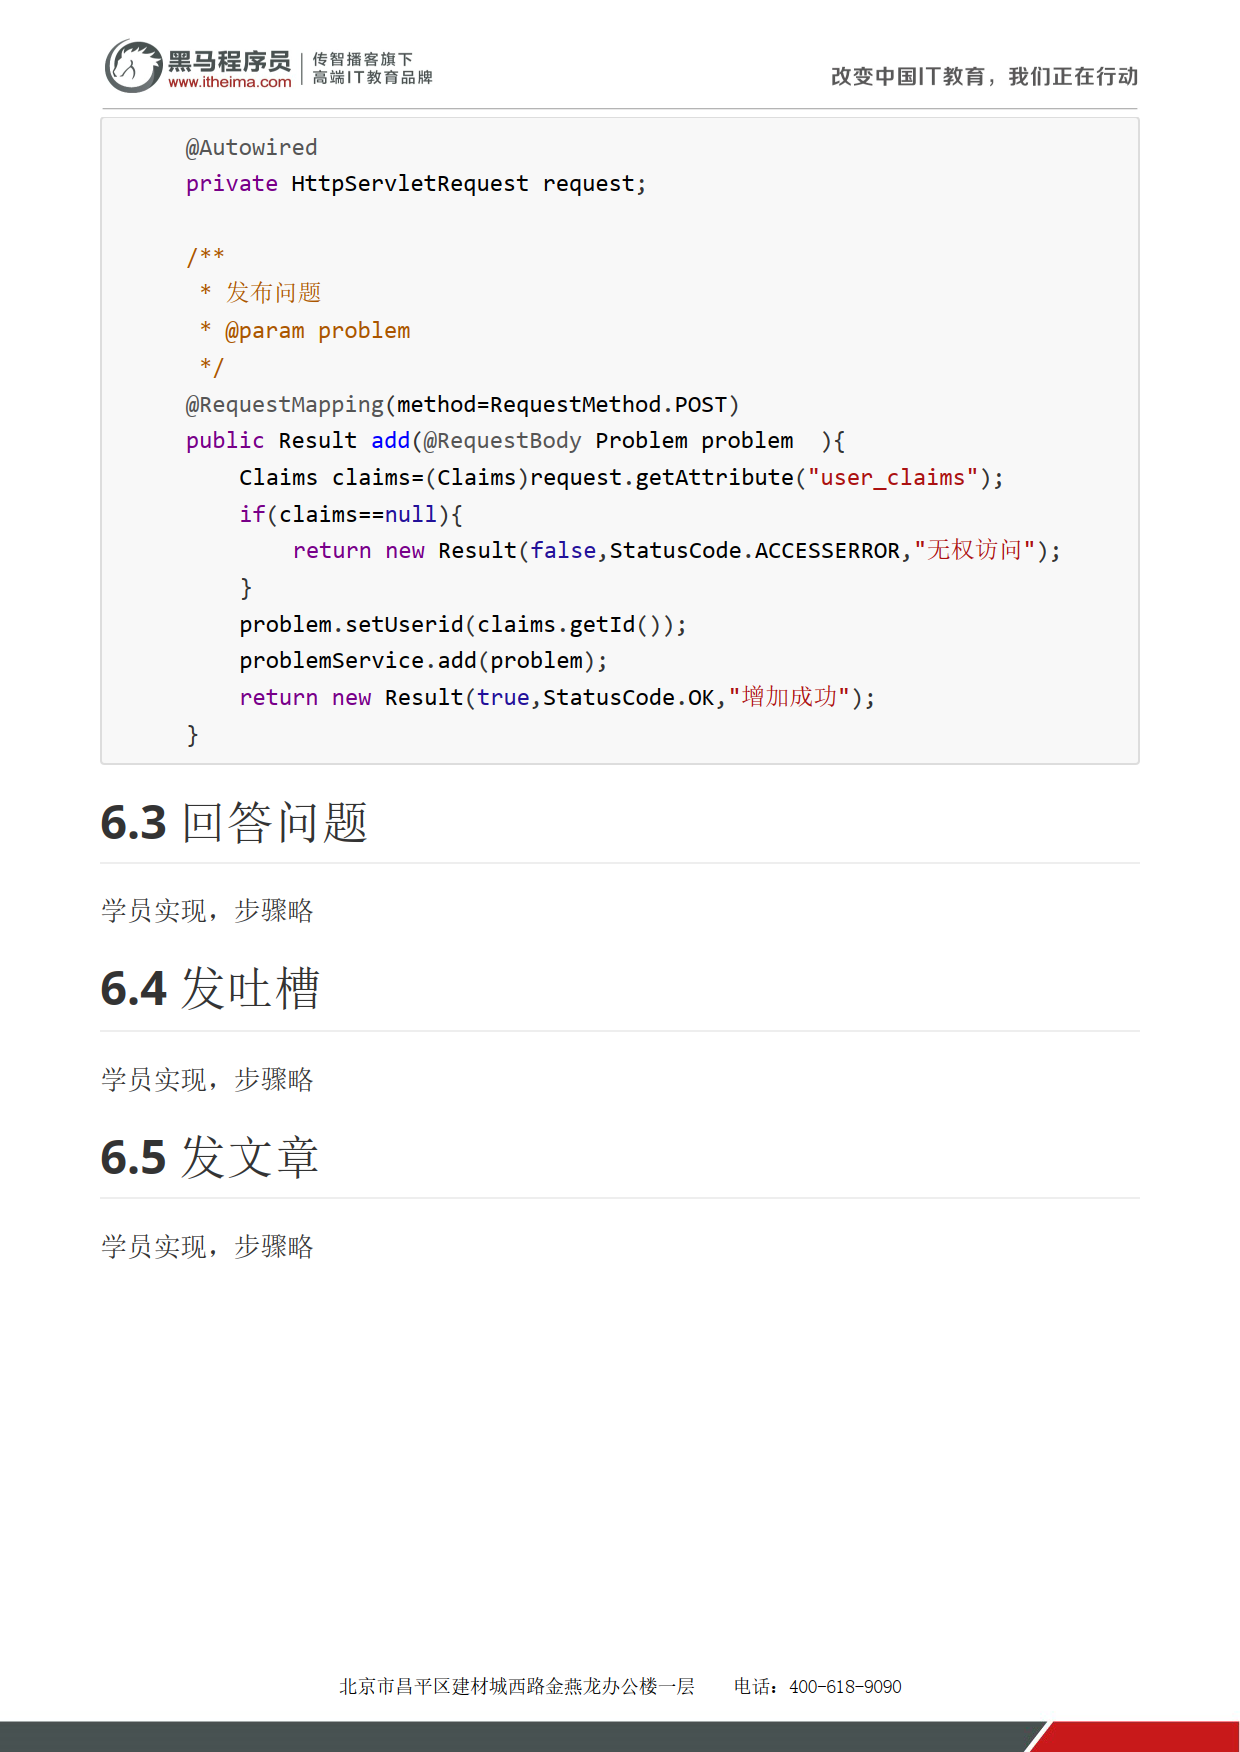 黑马程序员
www.itheima.com
传智播客旗下
高端IT教育品牌
改变中国IT教育，我们正在行动
@Autowired
private HttpServletRequest request;
/**
* 发布问题
* @param problem
*/
@RequestMapping(method=RequestMethod.POST)
public Result add(@RequestBody Problem problem  ){
Claims claims=(Claims)request.getAttribute("user_claims");
if(claims==null){
return new Result(false,StatusCode.ACCESSERROR,"无权访问");
}
problem.setUserid(claims.getId());
problemService.add(problem);
return new Result(true,StatusCode.OK,"增加成功");
}
6.3 回答问题
学员实现，步骤略
6.4 发吐槽
学员实现，步骤略
6.5 发文章
学员实现，步骤略
北京市昌平区建材城西路金燕龙办公楼一层 电话：400-618-9090